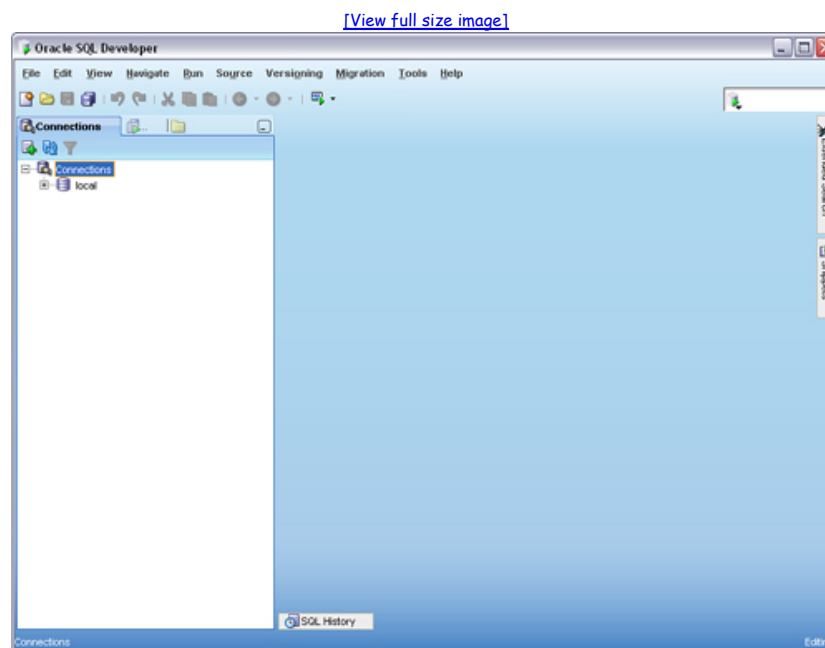 [View full size image]
Oracle SQL Developer
File Edit View Navigate Run Source Versioning Migration Tools Help
Connections
Connections
local
SQL History
Connections